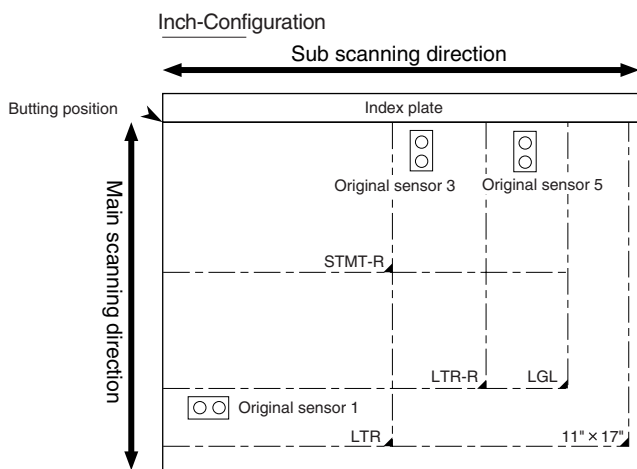 Inch-Configuration
Sub scanning direction
Butting position
Index plate
Main scanning direction
Original sensor 3
Original sensor 5
STMT-R
LTR-R
LGL
Original sensor 1
LTR
11" × 17"